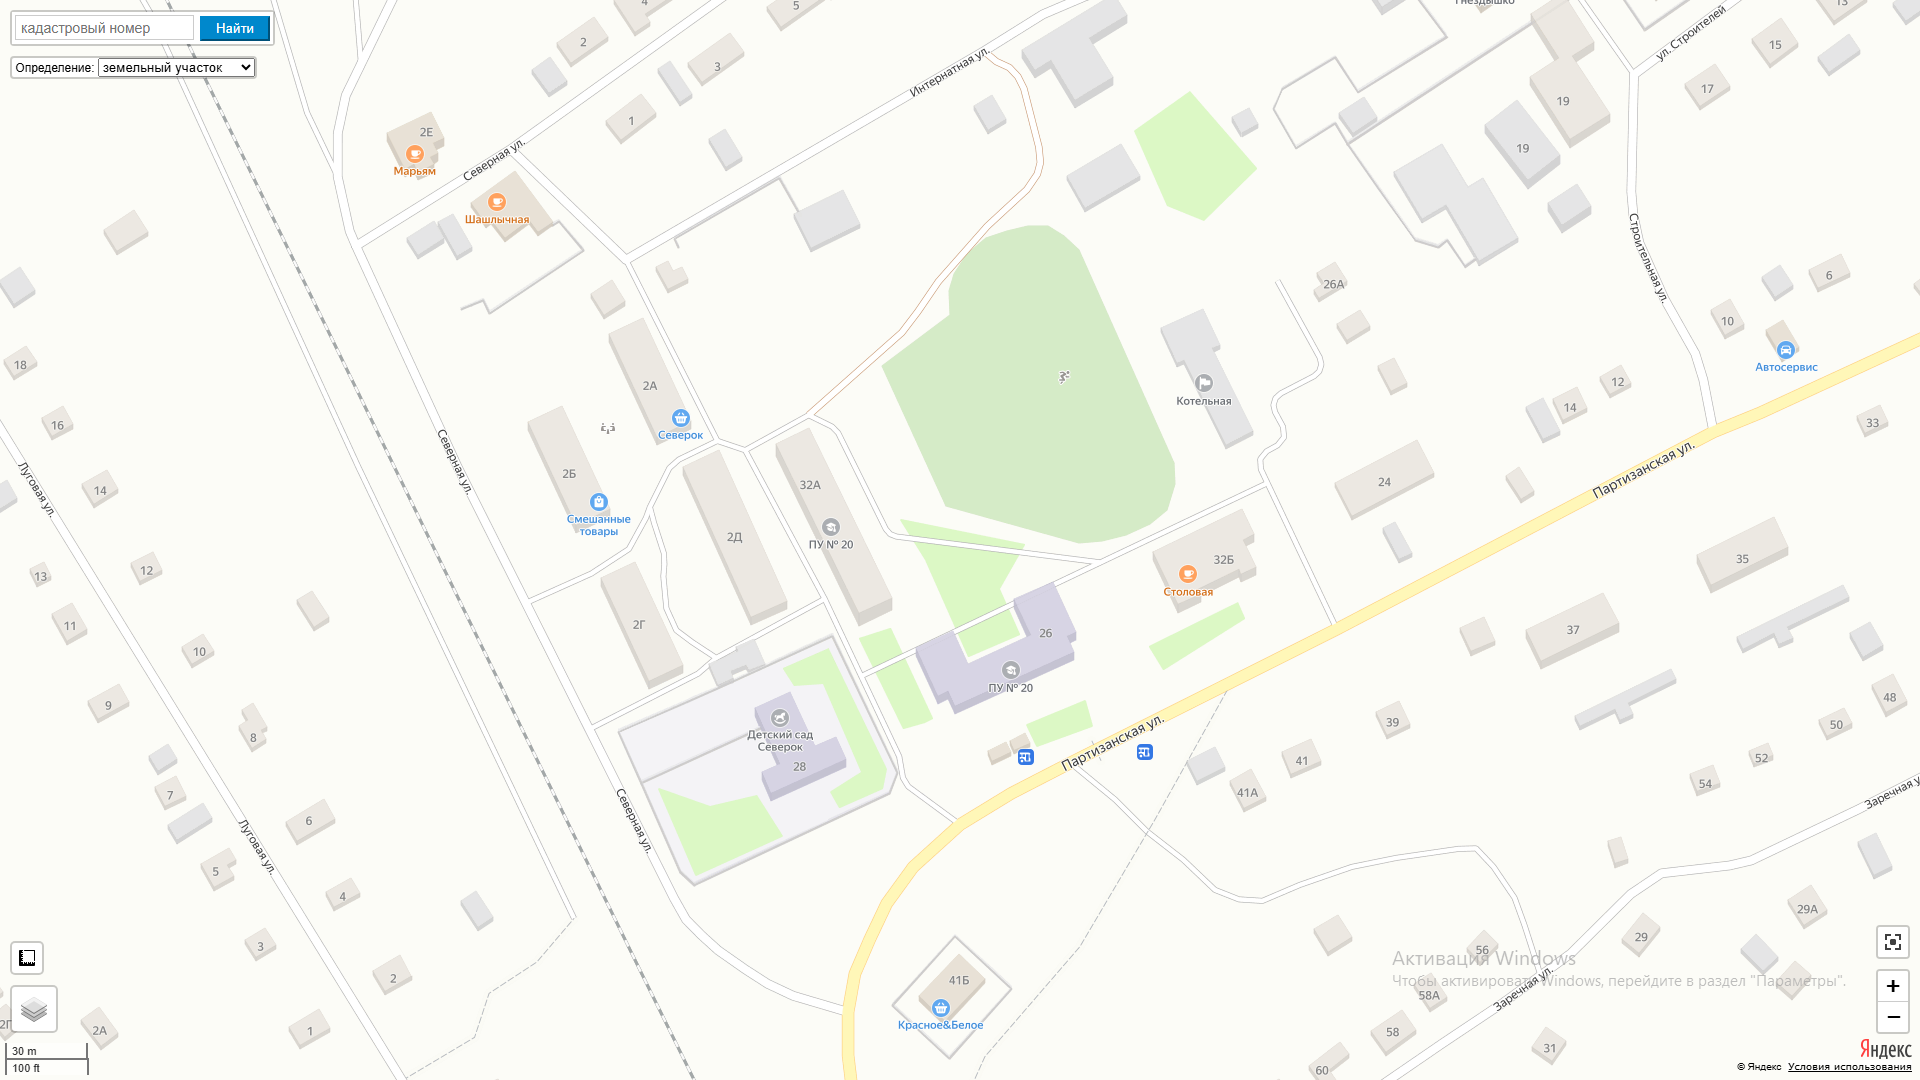 кадастровый номер
Найти
Определение:
земельный участок
4
5
2
3
1
Гнёздышко
13
ул. Строителей
15
17
19
19
Интернатная ул.
2Е
Марьям
Северная ул.
Шашлычная
Строительная ул.
26А
6
10
Автосервис
18
2А
Северок
Котельная
12
14
33
16
Северная ул.
Партизанская ул.
2Б
Смешанные
товары
32А
ПУ № 20
24
14
Луговая ул.
2Д
32Б
Столовая
35
13
12
11
2Г
26
ПУ № 20
37
10
9
8
Детский сад
Северок
28
Партизанская ул.
39
48
50
52
54
41
41А
7
6
Луговая ул.
Северная ул.
Заречная у
5
4
3
2
29А
29
56
41Б
Красное&Белое
58А
Заречная ул.
Активация Windows
Чтобы активировать Windows, перейдите в раздел "Параметры".
2А
1
58
31
60
30 m
100 ft
+
−
Яндекс
© Яндекс Условия использования